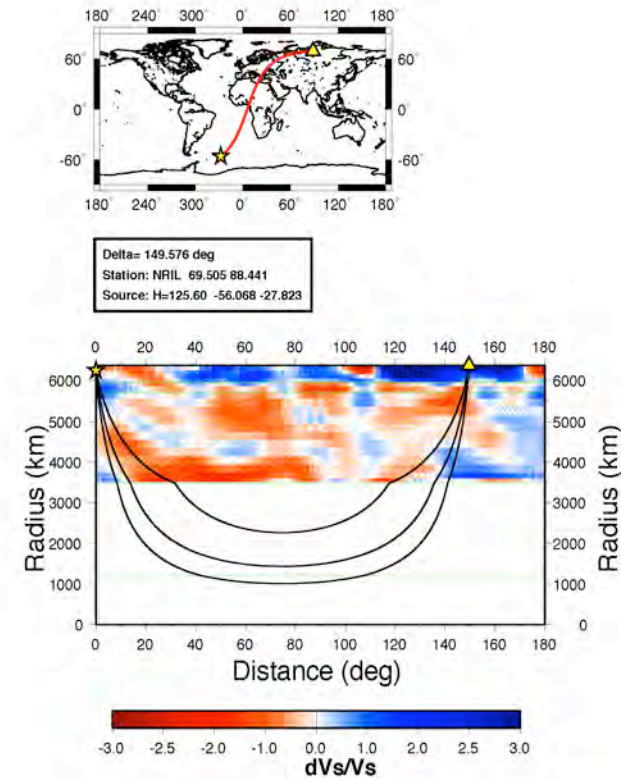 180° 240° 300° 0° 60° 120° 180°
60° 60°
0° 0°
-60° -60°
180° 240° 300° 0° 60° 120° 180°
Delta= 149.576 deg
Station: NRIL 69.505 88.441
Source: H=125.60 -56.068 -27.823
0 20 40 60 80 100 120 140 160 180
6000 6000
5000 5000
4000 4000
3000 3000
2000 2000
1000 1000
0 0
Radius (km) Radius (km)
0 20 40 60 80 100 120 140 160 180
Distance (deg)
-3.0 -2.5 -2.0 -1.0 0.0 1.0 2.0 2.5 3.0
dVs/Vs